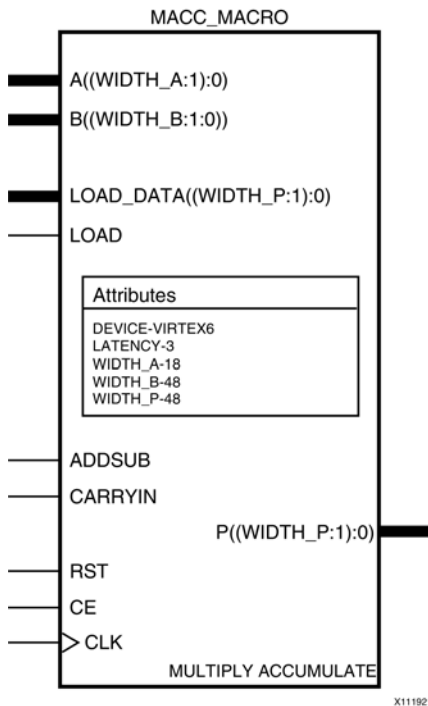 MACC_MACRO
A((WIDTH_A:1):0)
B((WIDTH_B:1:0))
LOAD_DATA((WIDTH_P:1):0)
LOAD
Attributes
DEVICE-VIRTEX6
LATENCY-3
WIDTH_A-18
WIDTH_B-48
WIDTH_P-48
ADDSUB
CARRYIN
P((WIDTH_P:1):0)
RST
CE
CLK
MULTIPLY ACCUMULATE
X11192